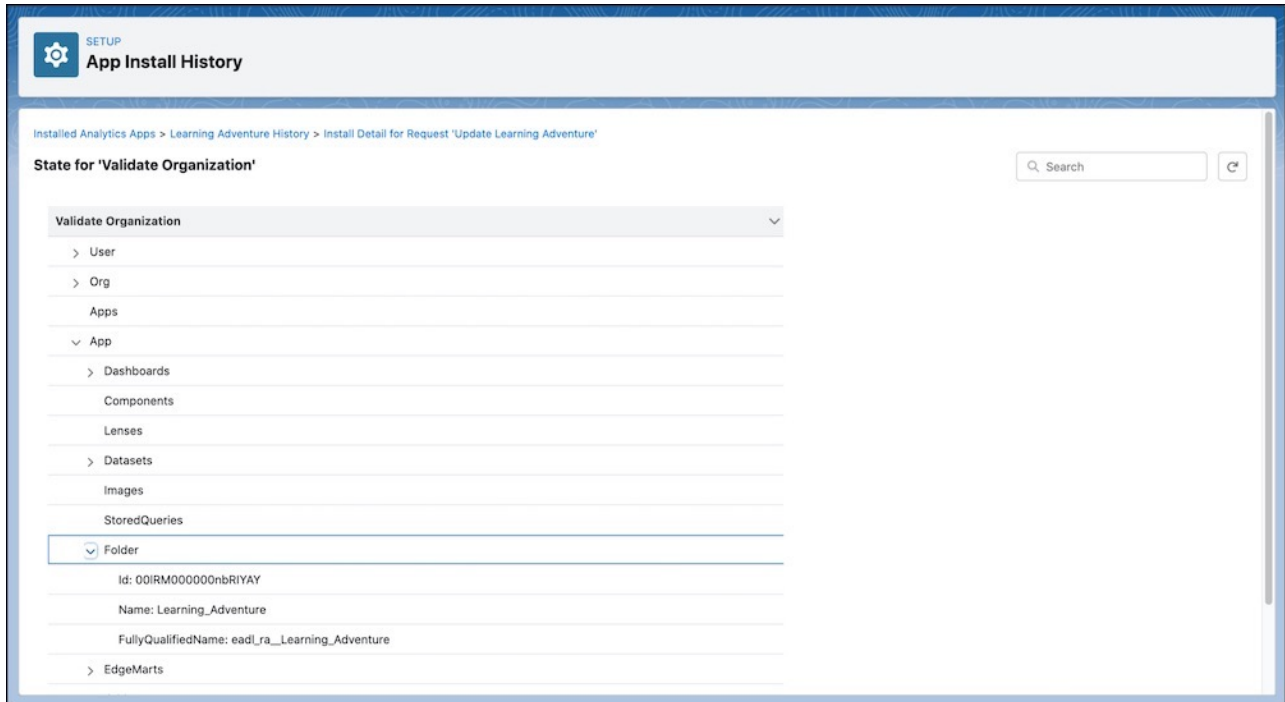 SETUP
App Install History
Installed Analytics Apps > Learning Adventure History > Install Detail for Request 'Update Learning Adventure'
State for 'Validate Organization'
Search
Validate Organization
User
Org
Apps
App
Dashboards
Components
Lenses
Datasets
Images
StoredQueries
Folder
Id: 00lRM000000nbRIYAY
Name: Learning_Adventure
FullyQualifiedName: eadl_ra__Learning_Adventure
EdgeMarts